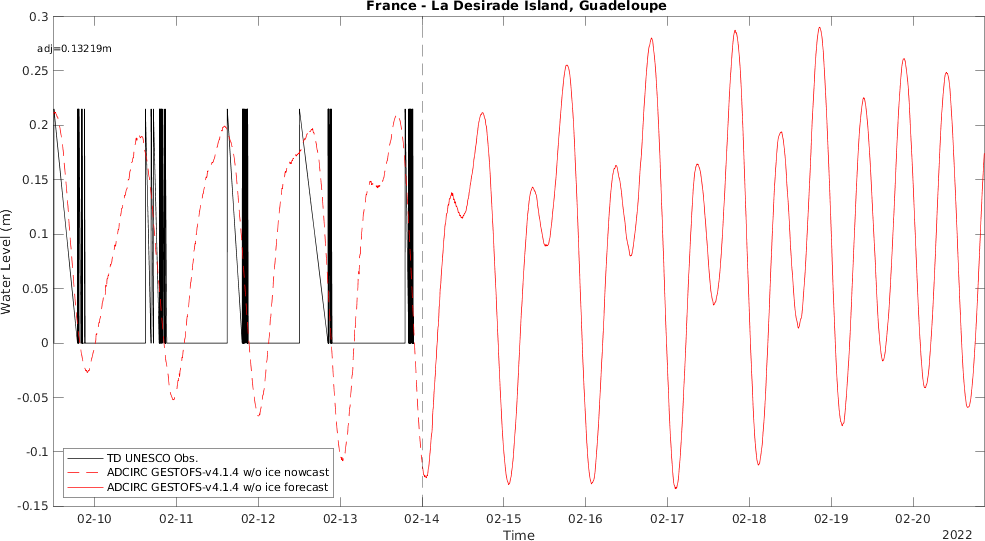 France - La Desirade Island, Guadeloupe
adj=0.13219m
0.3
0.25
0.2
0.15
0.1
0.05
0
-0.05
-0.1
-0.15
Water Level (m)
TD UNESCO Obs.
ADCIRC GESTOFS-v4.1.4 w/o ice nowcast
ADCIRC GESTOFS-v4.1.4 w/o ice forecast
02-10 02-11 02-12 02-13 02-14 02-15 02-16 02-17 02-18 02-19 02-20
Time
2022